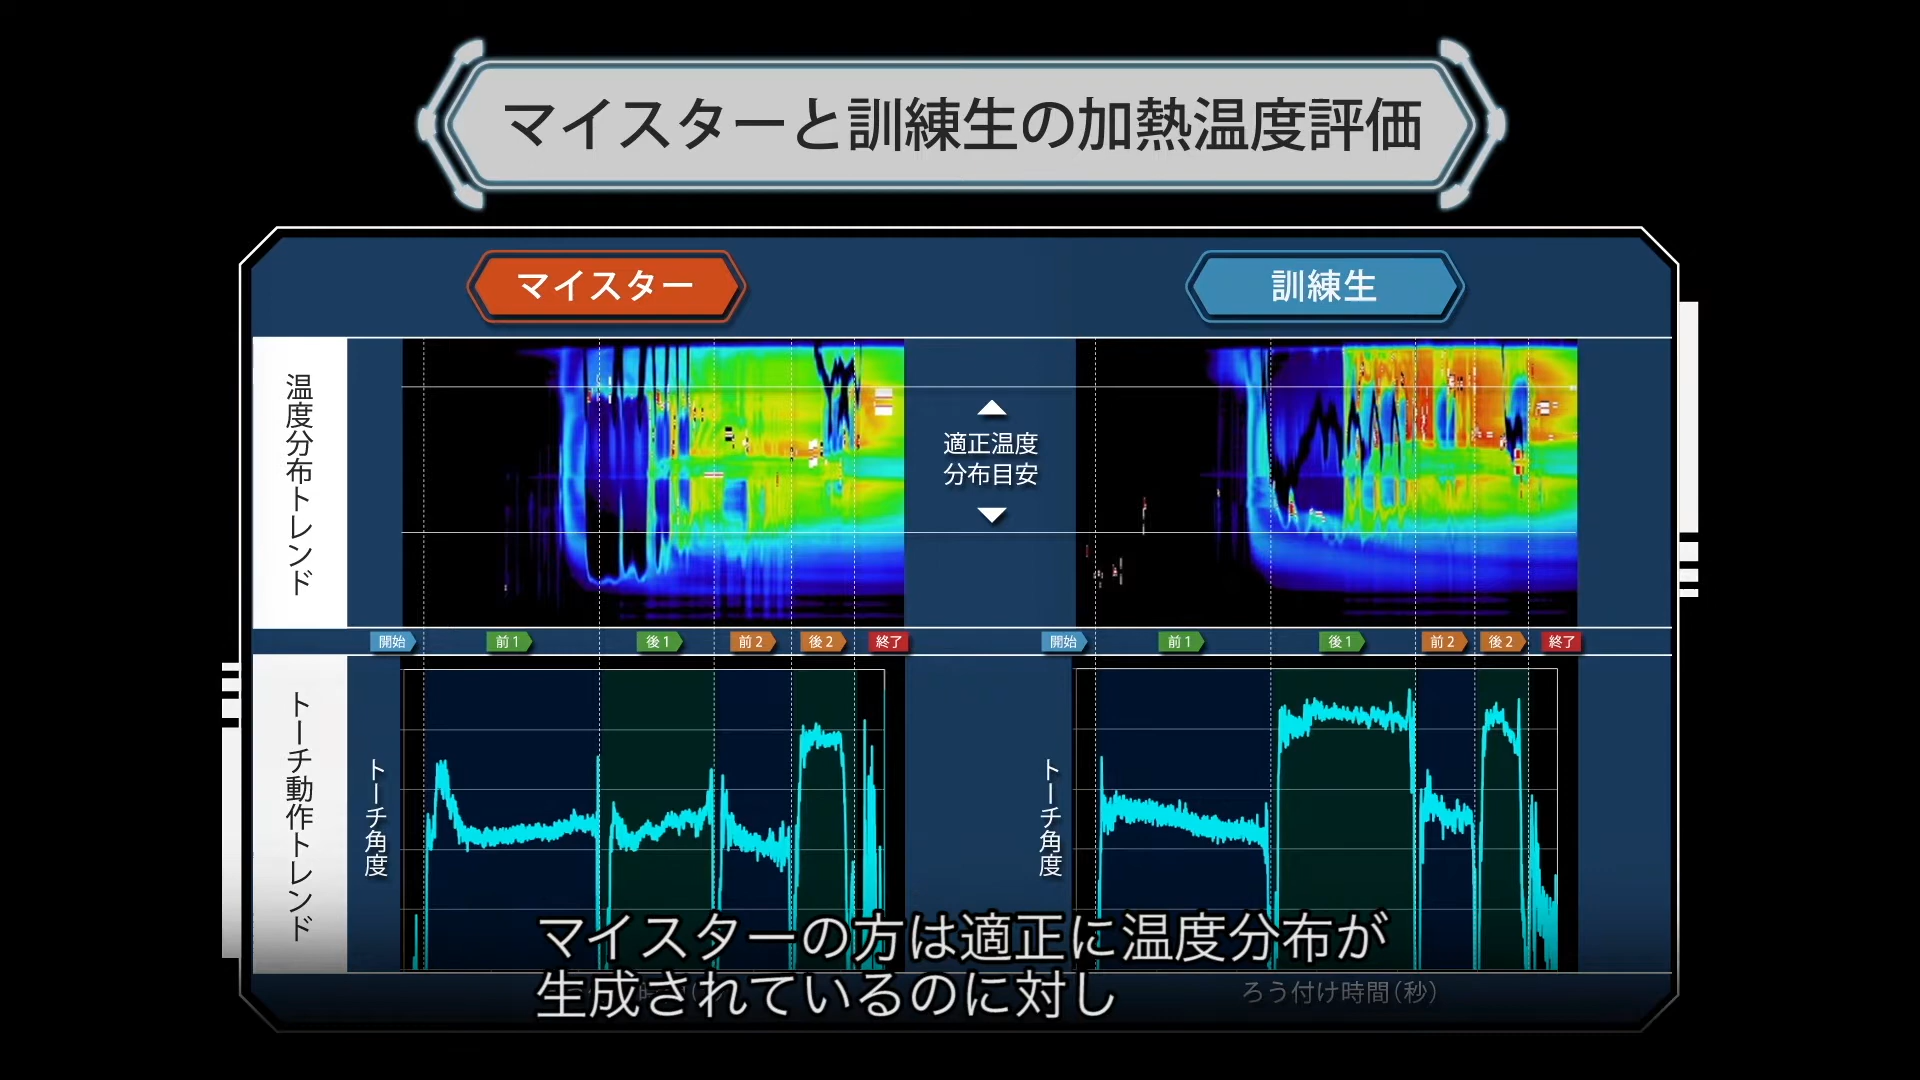 マイスターと訓練生の加熱温度評価
マイスター
訓練生
温度分布トレンド
適正温度
分布目安
開始
前1
後1
前2
後2
終了
開始
前1
後1
前2
後2
終了
トーチ動作トレンド
トーチ角度
トーチ角度
マイスターの方は適正に温度分布が
生成されているのに対し
ろう付け時間(秒)